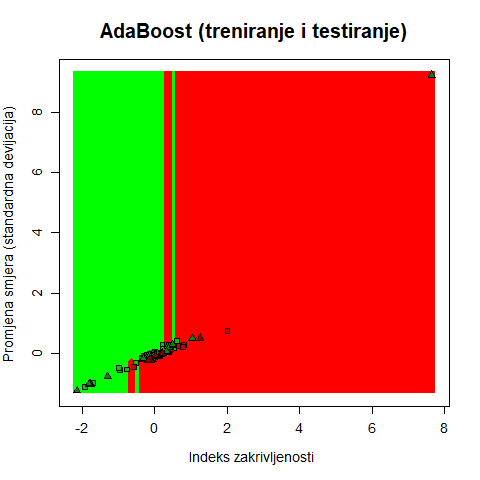 AdaBoost (treniranje i testiranje)
Promjena smjera (standardna devijacija)
8
6
4
2
0
-2 0 2 4 6 8
Indeks zakrivljenosti